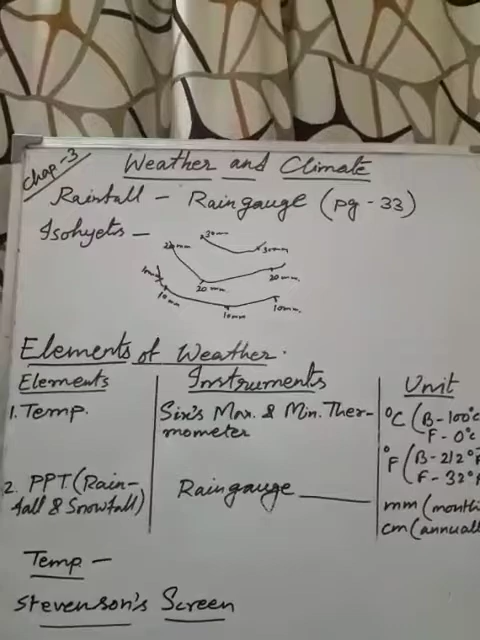 Chap-3
Weather and Climate
Rainfall - Raingauge (pg-33)
Isohyets -
30mm 30mm
20mm 20mm 20mm
10mm 10mm 10mm
Elements of Weather.
Elements Instruments Unit
1. Temp. Six's Max. & Min. Ther- °C (B-100°C
mometer F-0°C
°F (B-212°F
F-32°F
2. PPT (Rain- Raingauge mm (month
fall & Snowfall) cm (annuall
Temp -
Stevenson's Screen